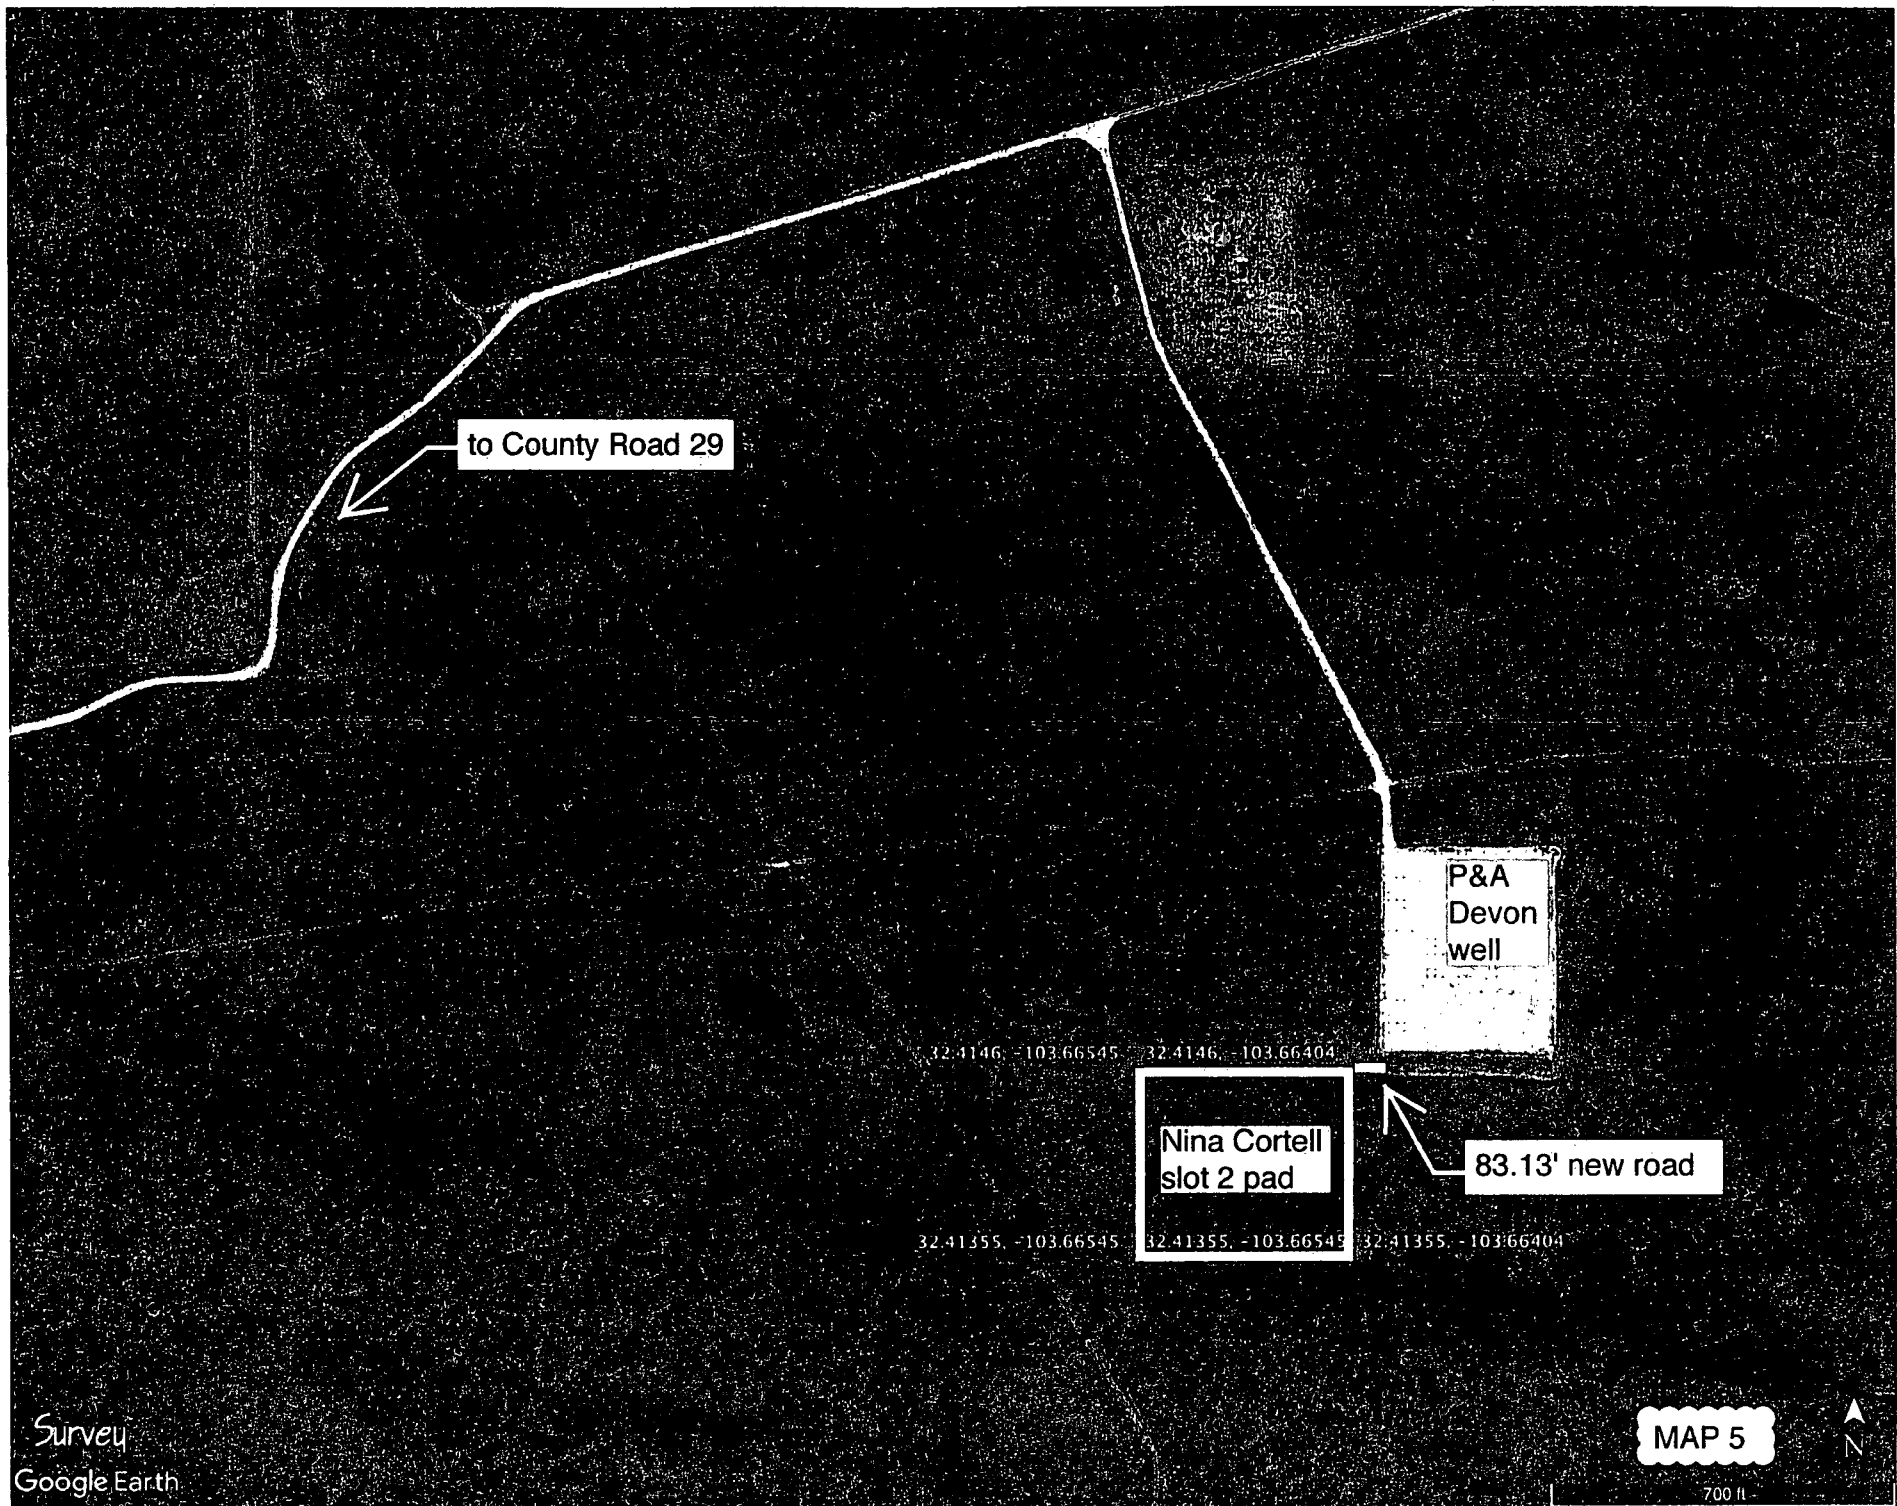 to County Road 29
P&A
Devon
well
32.4146, -103.66545
32.4146, -103.66404
Nina Cortell
slot 2 pad
83.13' new road
32.41355, -103.66545
32.41355, -103.66545
32.41355, -103.66404
Survey
Google Earth
MAP 5
N
700 ft